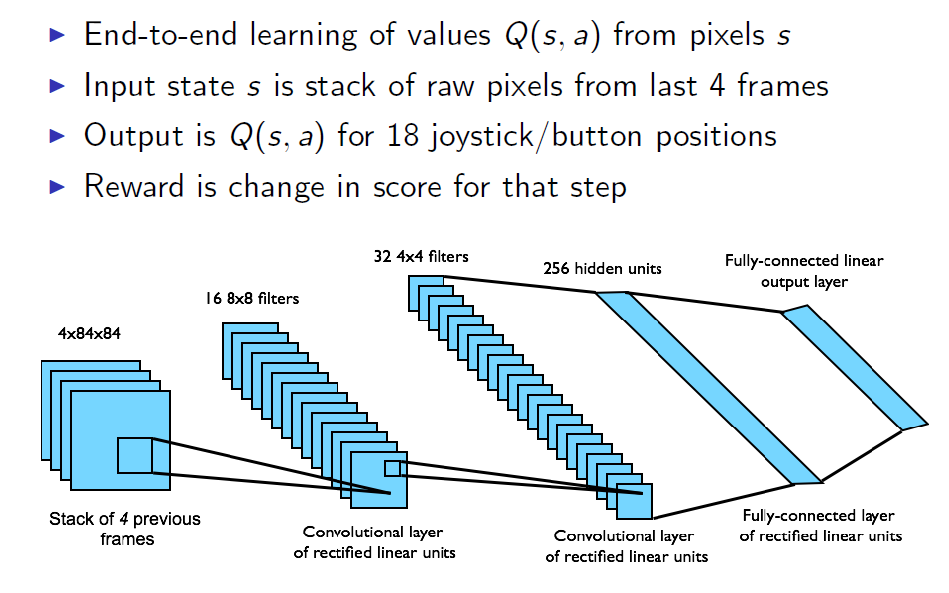 End-to-end learning of values Q(s, a) from pixels s
Input state s is stack of raw pixels from last 4 frames
Output is Q(s, a) for 18 joystick/button positions
Reward is change in score for that step
32 4x4 filters
256 hidden units
Fully-connected linear
output layer
16 8x8 filters
4x84x84
Stack of 4 previous
frames
Convolutional layer
of rectified linear units
Convolutional layer
of rectified linear units
Fully-connected layer
of rectified linear units